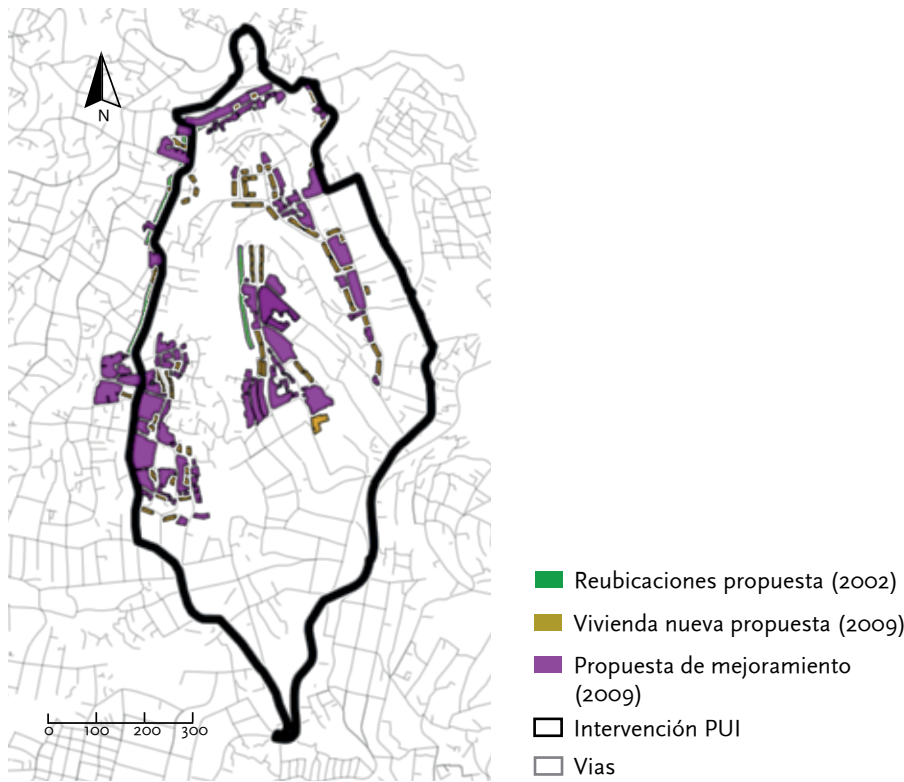 N
0 100 200 300
Reubicaciones propuesta (2002)
Vivienda nueva propuesta (2009)
Propuesta de mejoramiento
(2009)
Intervención PUI
Vias